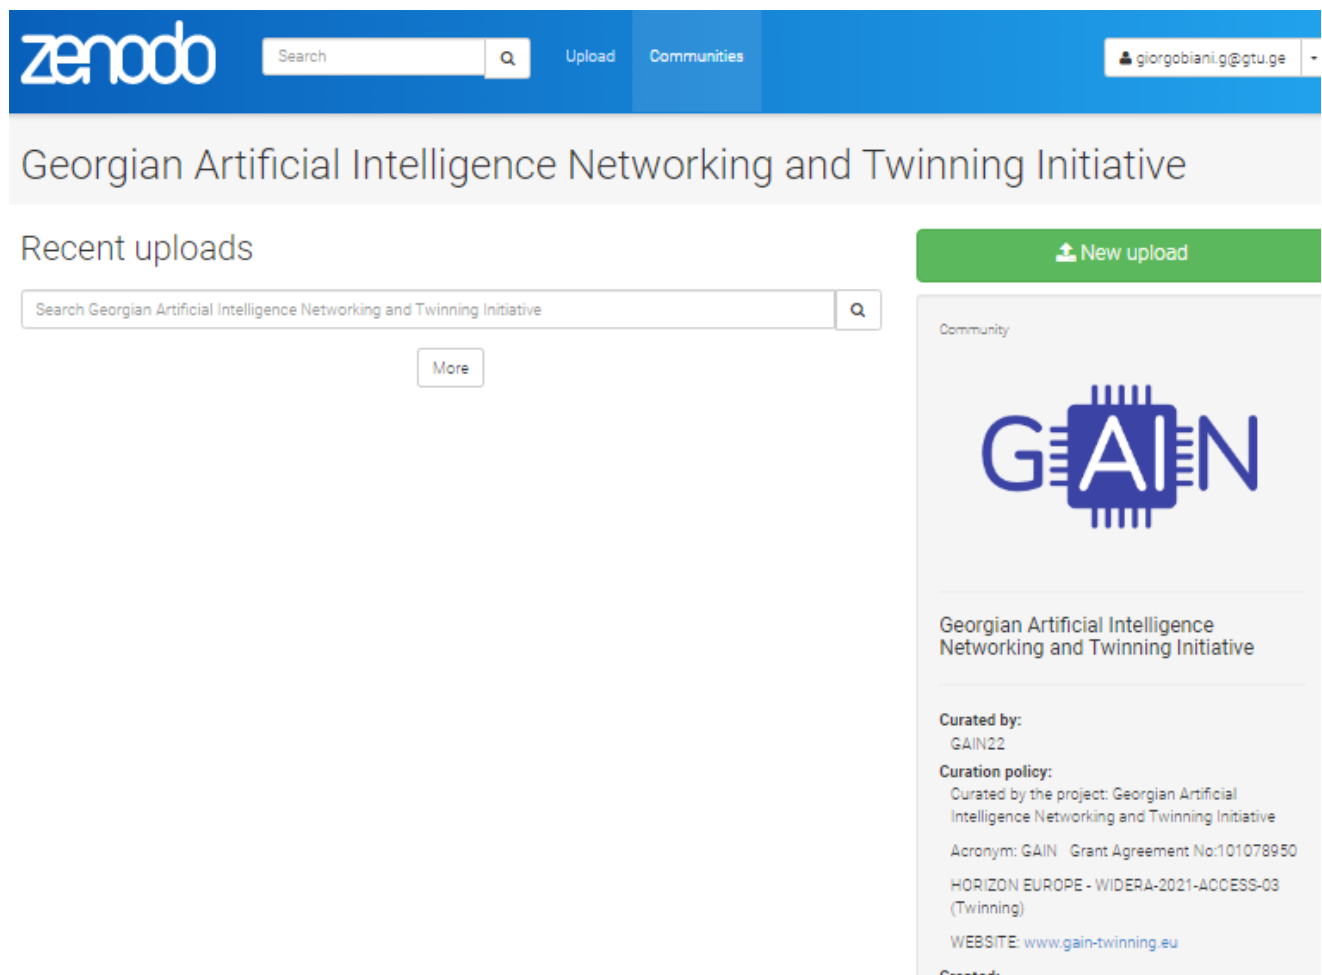 zenodo
Search
Upload
Communities
giorgobiani.g@gtu.ge
Georgian Artificial Intelligence Networking and Twinning Initiative
Recent uploads
New upload
Search Georgian Artificial Intelligence Networking and Twinning Initiative
More
Community
GAIN
Georgian Artificial Intelligence
Networking and Twinning Initiative
Curated by:
GAIN22
Curation policy:
Curated by the project: Georgian Artificial
Intelligence Networking and Twinning Initiative
Acronym: GAIN Grant Agreement No:101078950
HORIZON EUROPE - WIDERA-2021-ACCESS-03
(Twinning)
WEBSITE: www.gain-twinning.eu
Created: